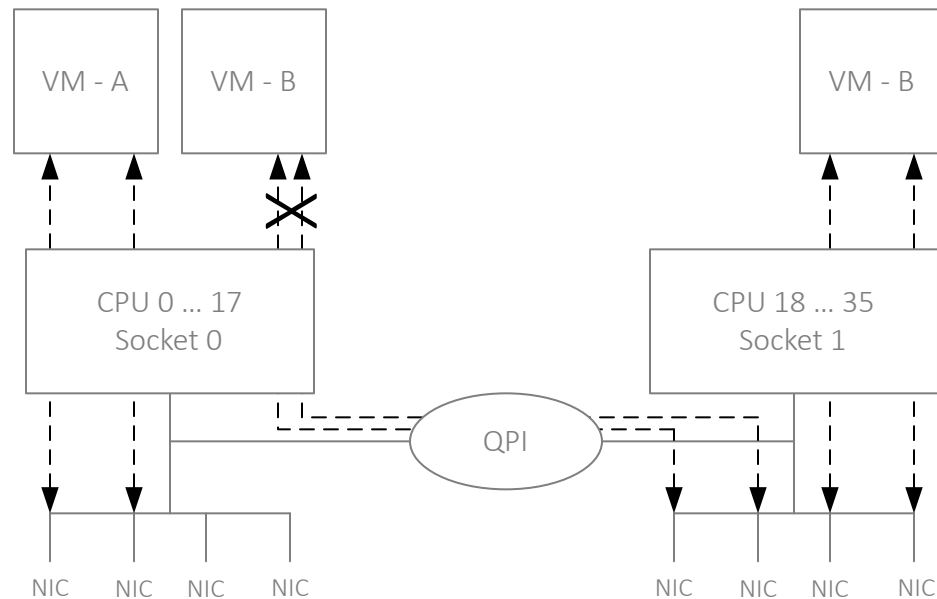 VM - A
VM - B
VM - B
CPU 0 ... 17
Socket 0
CPU 18 ... 35
Socket 1
QPI
NIC
NIC
NIC
NIC
NIC
NIC
NIC
NIC